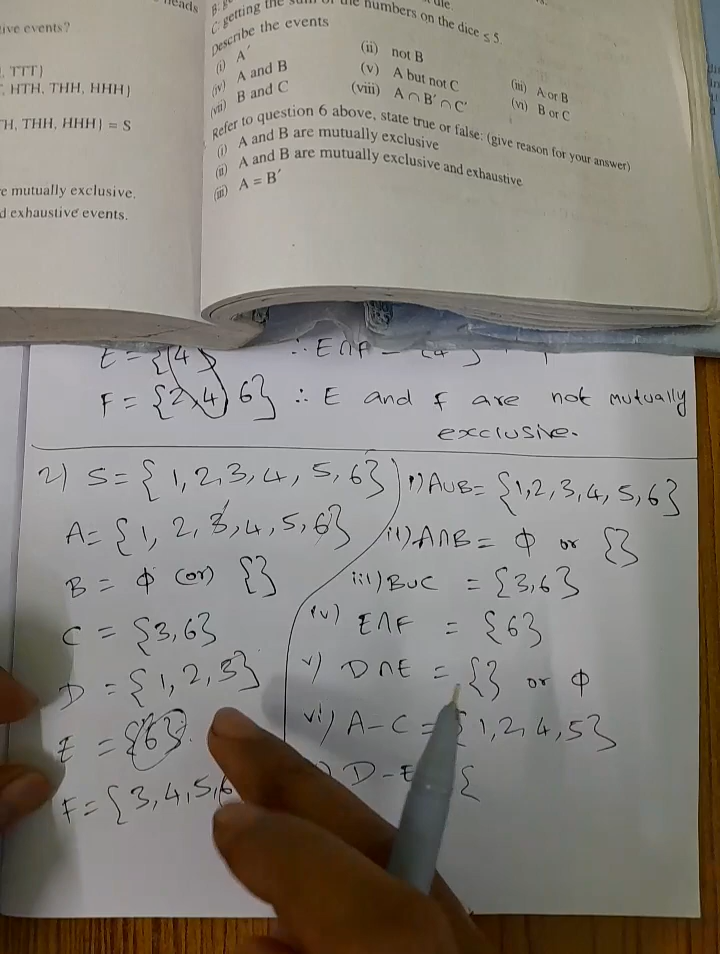 heads
tive events?
, TTT}
, HTH, THH, HHH}
TH, THH, HHH} = S
e mutually exclusive.
d exhaustive events.
C: getting the sum of the numbers on the dice ≤ 5.
Describe the events
(i) A′ (ii) not B (iii) A or B
(iv) A and B (v) A but not C (vi) B or C
(vii) B and C (viii) A ∩ B′ ∩ C′
Refer to question 6 above, state true or false: (give reason for your answer)
(i) A and B are mutually exclusive
(ii) A and B are mutually exclusive and exhaustive
(iii) A = B′
E = {4} ∴ E∩F = {4}
F = {2,4,6} ∴ E and F are not mutually
exclusive.
2) S = {1,2,3,4,5,6}
A = {1,2,3,4,5,6}
B = ϕ (or) {}
C = {3,6}
D = {1,2,3}
E = {6}
F = {3,4,5,6
i) A∪B = {1,2,3,4,5,6}
ii) A∩B = ϕ or {}
iii) B∪C = {3,6}
iv) E∩F = {6}
v) D∩E = {} or ϕ
vi) A-C = {1,2,4,5}
) D-E {